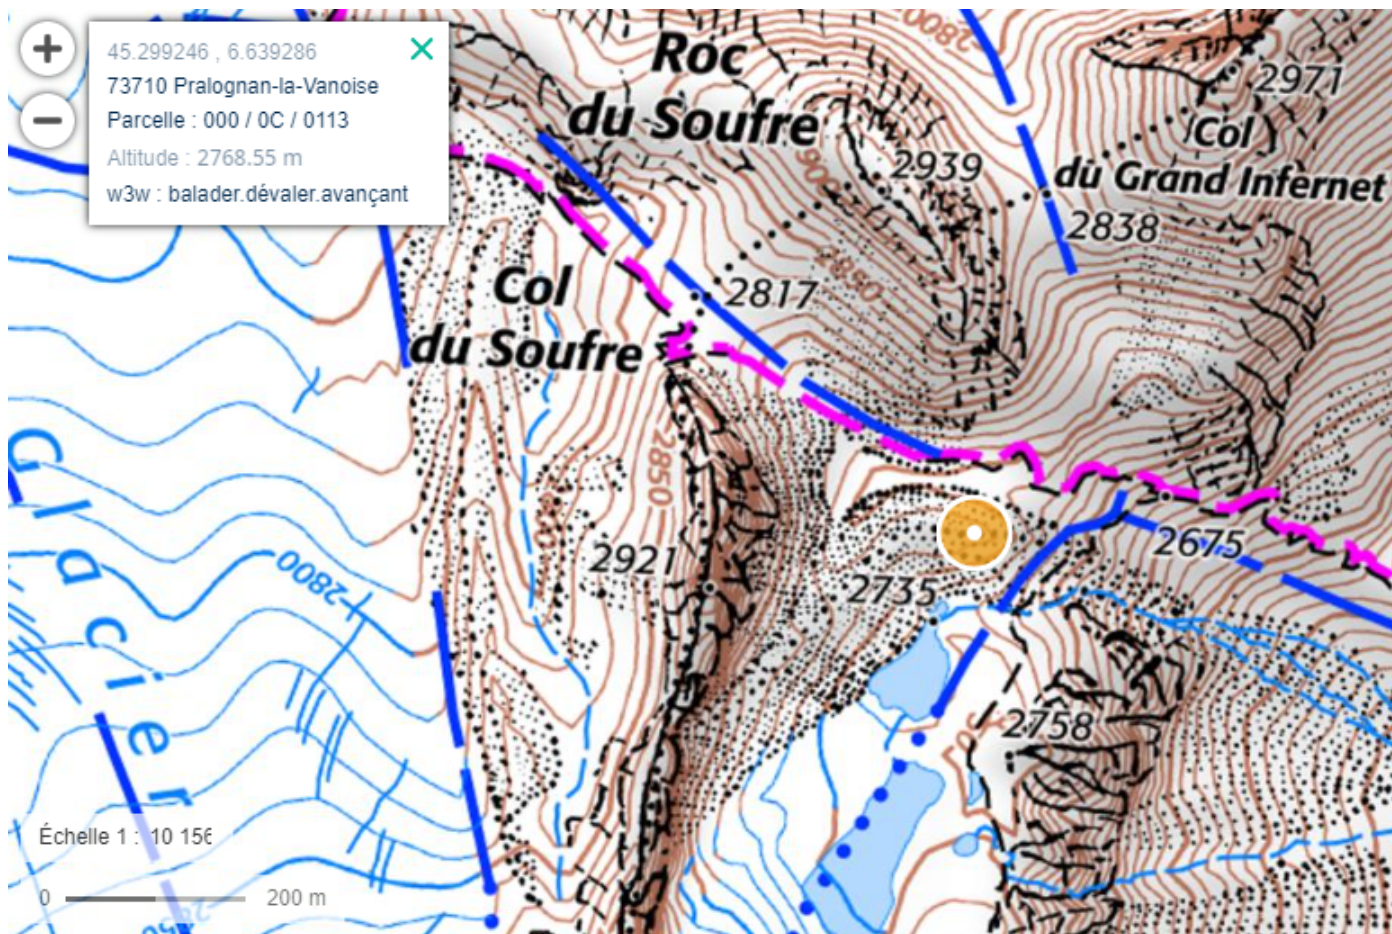 45.299246 , 6.639286
73710 Pralognan-la-Vanoise
Parcelle : 000 / 0C / 0113
Altitude : 2768.55 m
w3w : balader.dévaler.avançant
2800
Roc
du Soufre
2971
Col
du Grand Infernet
2939
2838
2817
Col
du Soufre
2850
2921
2735
2675
2800
Glacier
2758
Échelle 1 : 10 156
0
200 m